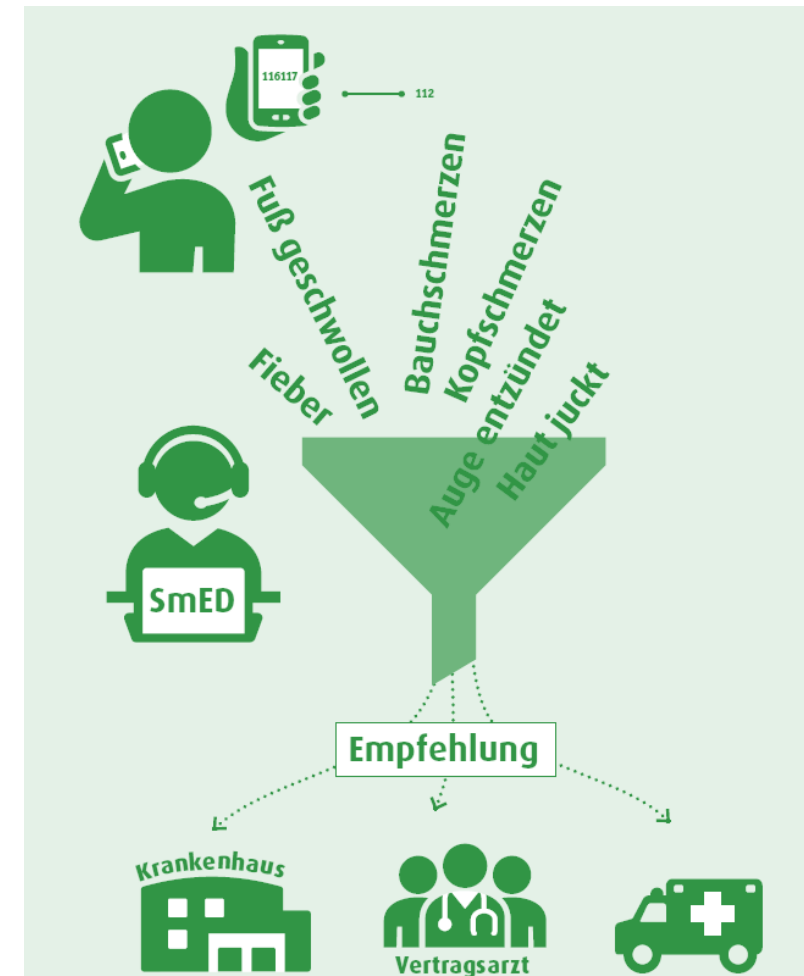 116117
112
Fuß geschwollen
Bauchschmerzen
Kopfschmerzen
Fieber
Auge entzündet
Haut juckt
SmED
Empfehlung
Krankenhaus
Vertragsarzt